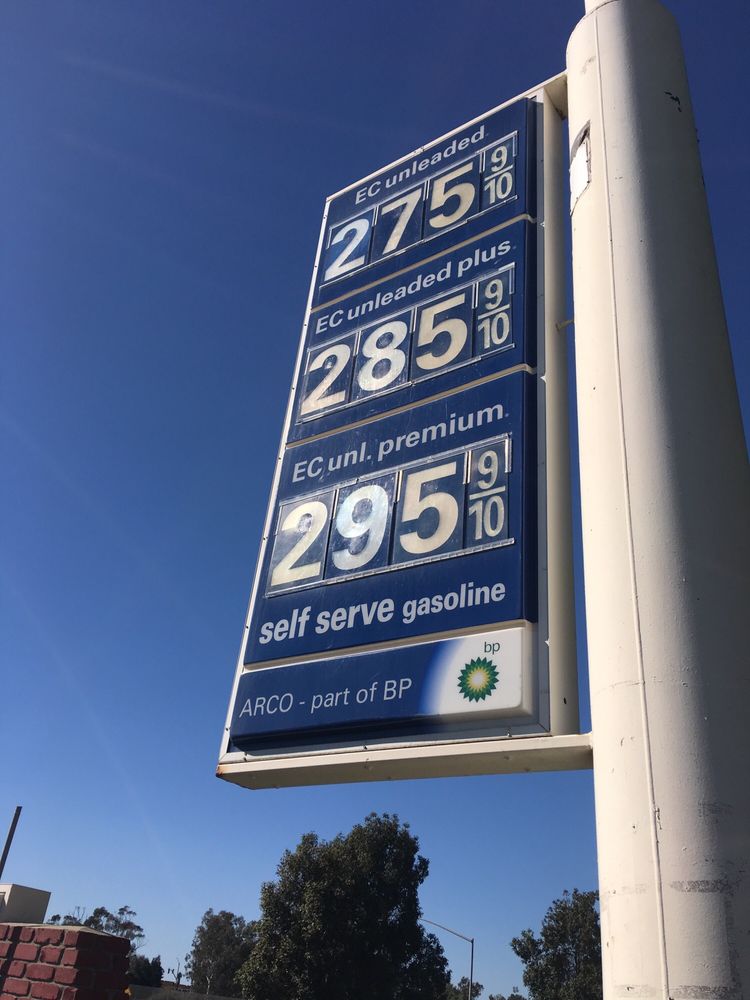 EC unleaded
275 9/10
EC unleaded plus
285 9/10
EC unl. premium
295 9/10
self serve gasoline
bp
ARCO - part of BP